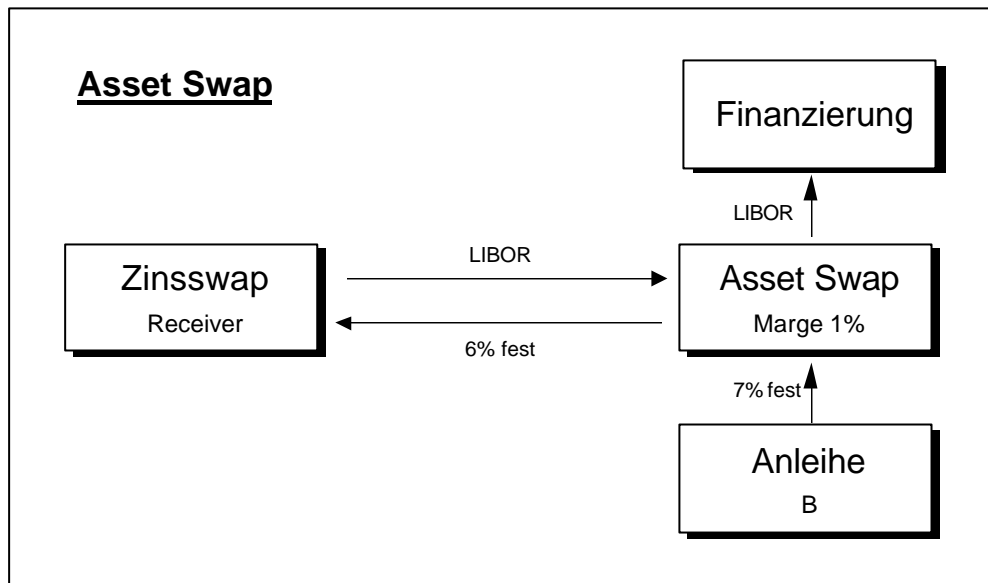 Asset Swap
Finanzierung
LIBOR
Zinsswap
Receiver
LIBOR
6% fest
Asset Swap
Marge 1%
7% fest
Anleihe
B